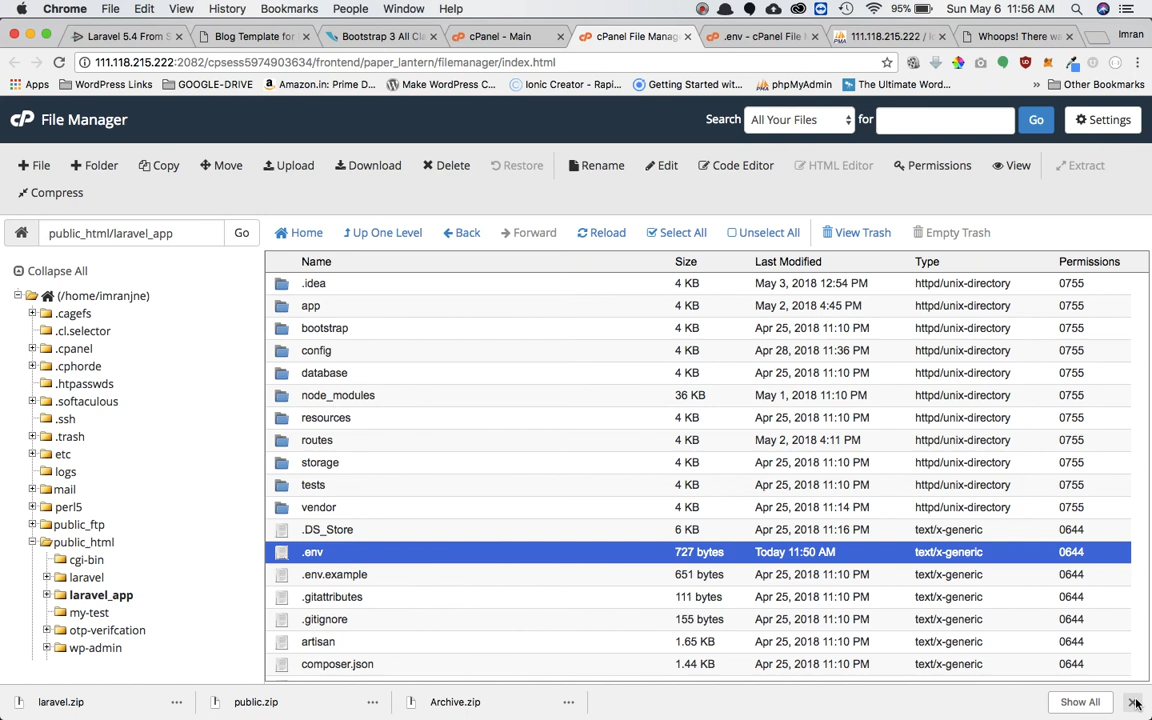 Chrome File Edit View History Bookmarks People Window Help 95% Sun May 6 11:56 AM
Laravel 5.4 From S Blog Template for Bootstrap 3 All Cl cPanel - Main cPanel File Manag .env - cPanel File M 111.118.215.222 / lo Whoops! There wa Imran
111.118.215.222:2082/cpsess5974903634/frontend/paper_lantern/filemanager/index.html
Apps WordPress Links GOOGLE-DRIVE Amazon.in: Prime D... Make WordPress C... Ionic Creator - Rapi... Getting Started wit... phpMyAdmin The Ultimate Word... » Other Bookmarks
cP File Manager Search All Your Files for Go Settings
File Folder Copy Move Upload Download Delete Restore Rename Edit Code Editor HTML Editor Permissions View Extract
Compress
public_html/laravel_app Go Home Up One Level Back Forward Reload Select All Unselect All View Trash Empty Trash
Collapse All
(/home/imranjne)
.cagefs
.cl.selector
.cpanel
.cphorde
.htpasswds
.softaculous
.ssh
.trash
etc
logs
mail
perl5
public_ftp
public_html
cgi-bin
laravel
laravel_app
my-test
otp-verifcation
wp-admin
Name Size Last Modified Type Permissions
.idea 4 KB May 3, 2018 12:54 PM httpd/unix-directory 0755
app 4 KB May 2, 2018 4:45 PM httpd/unix-directory 0755
bootstrap 4 KB Apr 25, 2018 11:10 PM httpd/unix-directory 0755
config 4 KB Apr 28, 2018 11:36 PM httpd/unix-directory 0755
database 4 KB Apr 25, 2018 11:10 PM httpd/unix-directory 0755
node_modules 36 KB May 1, 2018 11:10 PM httpd/unix-directory 0755
resources 4 KB Apr 25, 2018 11:10 PM httpd/unix-directory 0755
routes 4 KB May 2, 2018 4:11 PM httpd/unix-directory 0755
storage 4 KB Apr 25, 2018 11:10 PM httpd/unix-directory 0755
tests 4 KB Apr 25, 2018 11:10 PM httpd/unix-directory 0755
vendor 4 KB Apr 25, 2018 11:14 PM httpd/unix-directory 0755
.DS_Store 6 KB Apr 25, 2018 11:16 PM text/x-generic 0644
.env 727 bytes Today 11:50 AM text/x-generic 0644
.env.example 651 bytes Apr 25, 2018 11:10 PM text/x-generic 0644
.gitattributes 111 bytes Apr 25, 2018 11:10 PM text/x-generic 0644
.gitignore 155 bytes Apr 25, 2018 11:10 PM text/x-generic 0644
artisan 1.65 KB Apr 25, 2018 11:10 PM text/x-generic 0644
composer.json 1.44 KB Apr 25, 2018 11:10 PM text/x-generic 0644
laravel.zip public.zip Archive.zip Show All